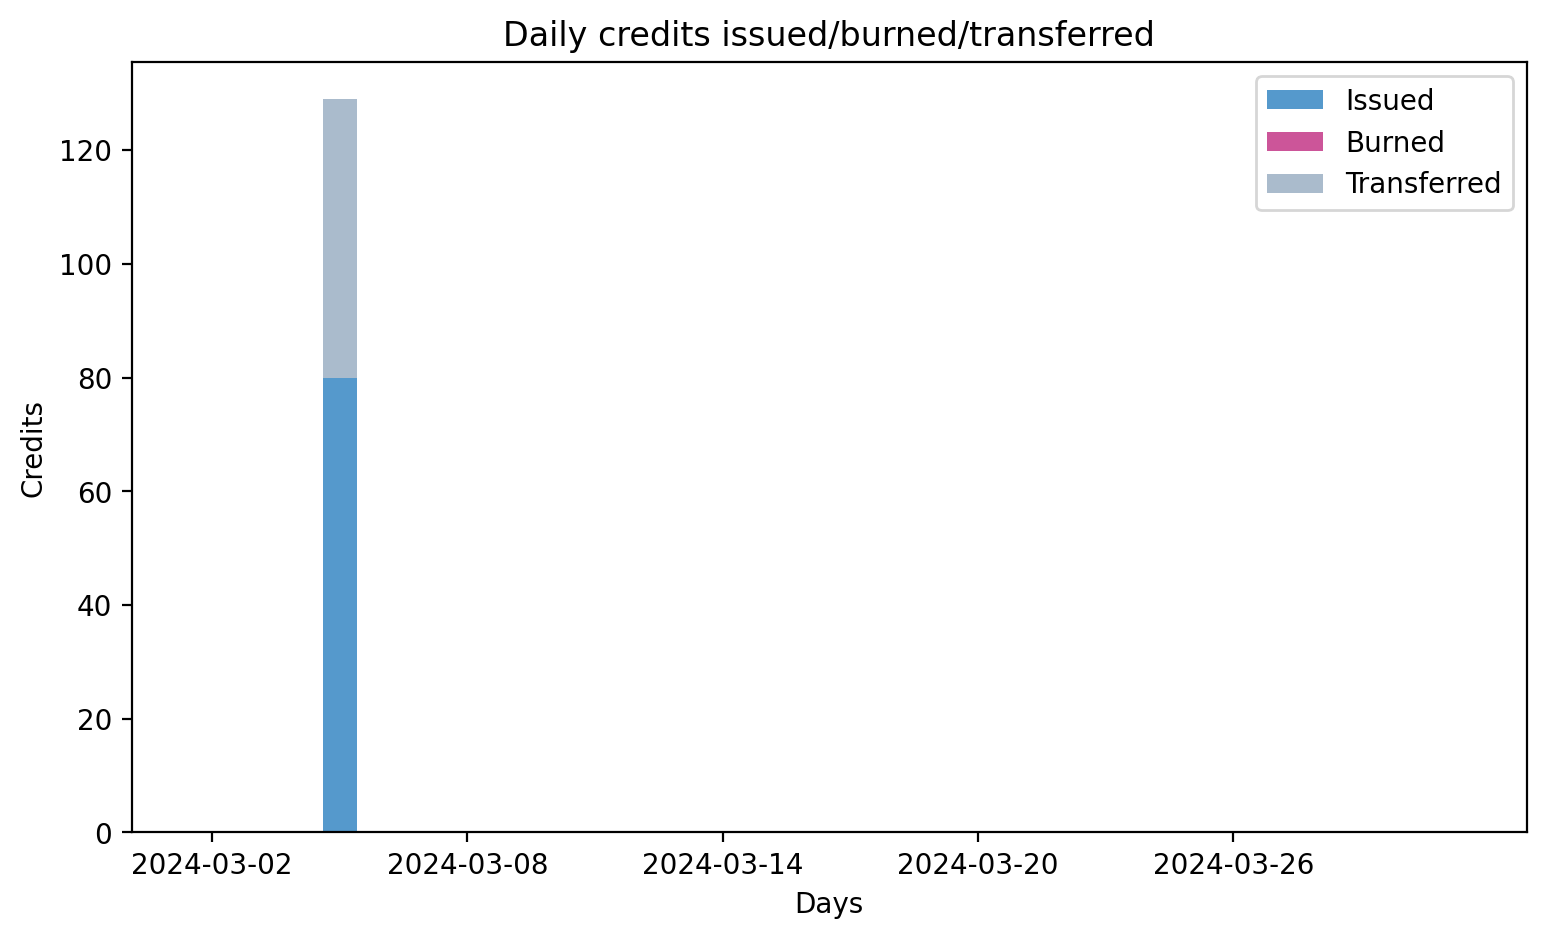 Daily credits issued/burned/transferred
Issued
Burned
Transferred
120
100
80
60
40
20
0
Credits
2024-03-02
2024-03-08
2024-03-14
2024-03-20
2024-03-26
Days